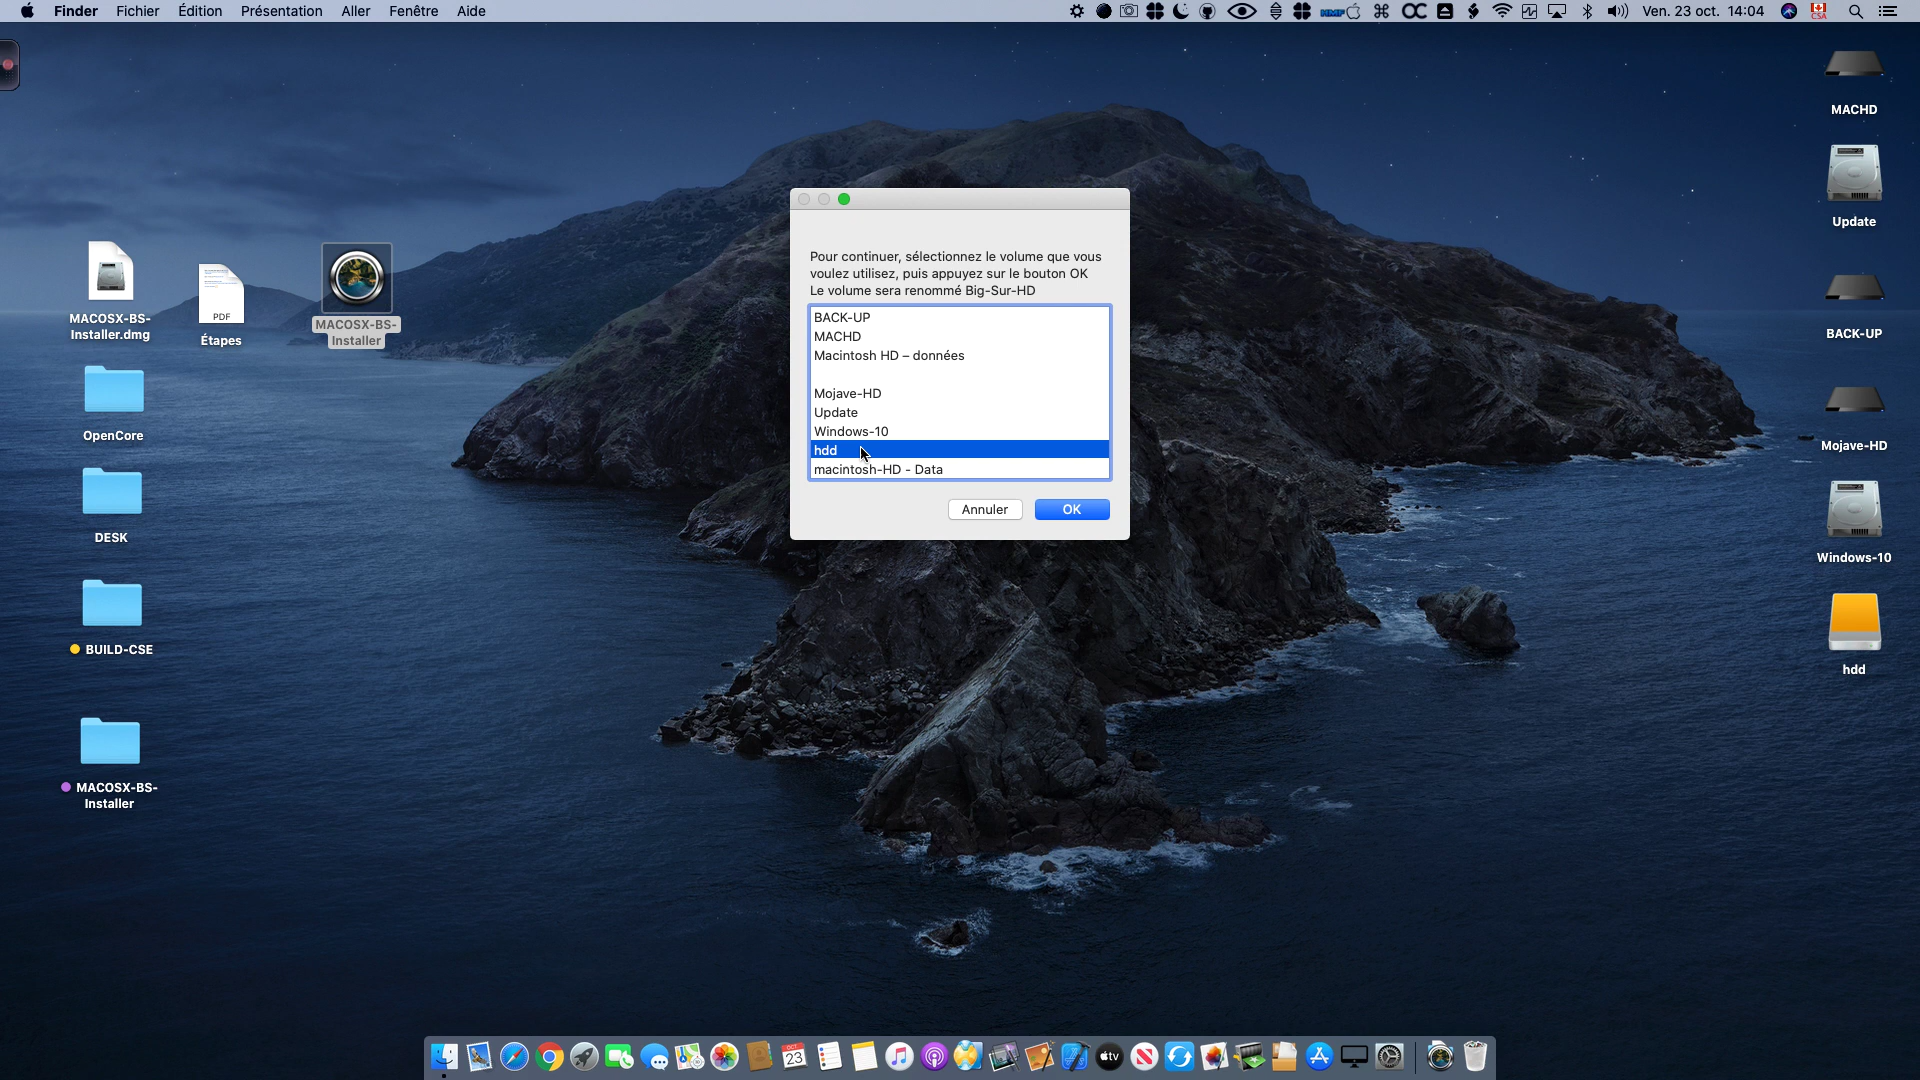 Finder Fichier Édition Présentation Aller Fenêtre Aide
HMF
Ven. 23 oct. 14:04
CSA
MACHD
Update
BACK-UP
Mojave-HD
Windows-10
hdd
MACOSX-BS-
Installer.dmg
PDF
Étapes
MACOSX-BS-
Installer
OpenCore
DESK
BUILD-CSE
MACOSX-BS-
Installer
Pour continuer, sélectionnez le volume que vous
voulez utilisez, puis appuyez sur le bouton OK
Le volume sera renommé Big-Sur-HD
BACK-UP
MACHD
Macintosh HD – données
Mojave-HD
Update
Windows-10
hdd
macintosh-HD - Data
Annuler OK
OCT.
23
tv